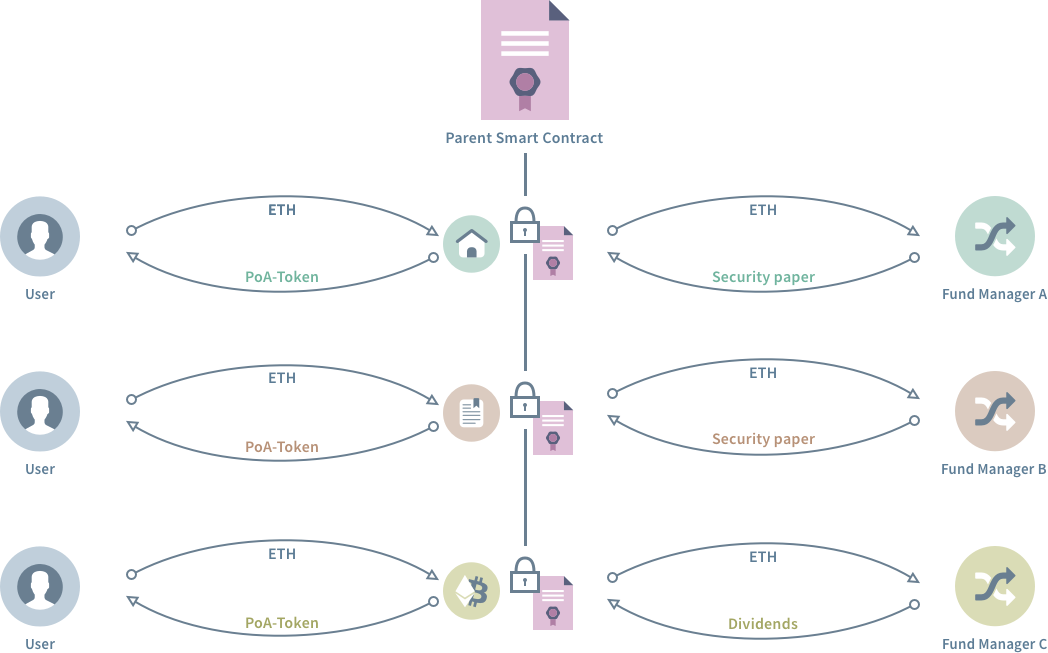 Parent Smart Contract
ETH
ETH
PoA-Token
Security paper
User
Fund Manager A
ETH
ETH
PoA-Token
Security paper
User
Fund Manager B
ETH
ETH
PoA-Token
Dividends
User
Fund Manager C